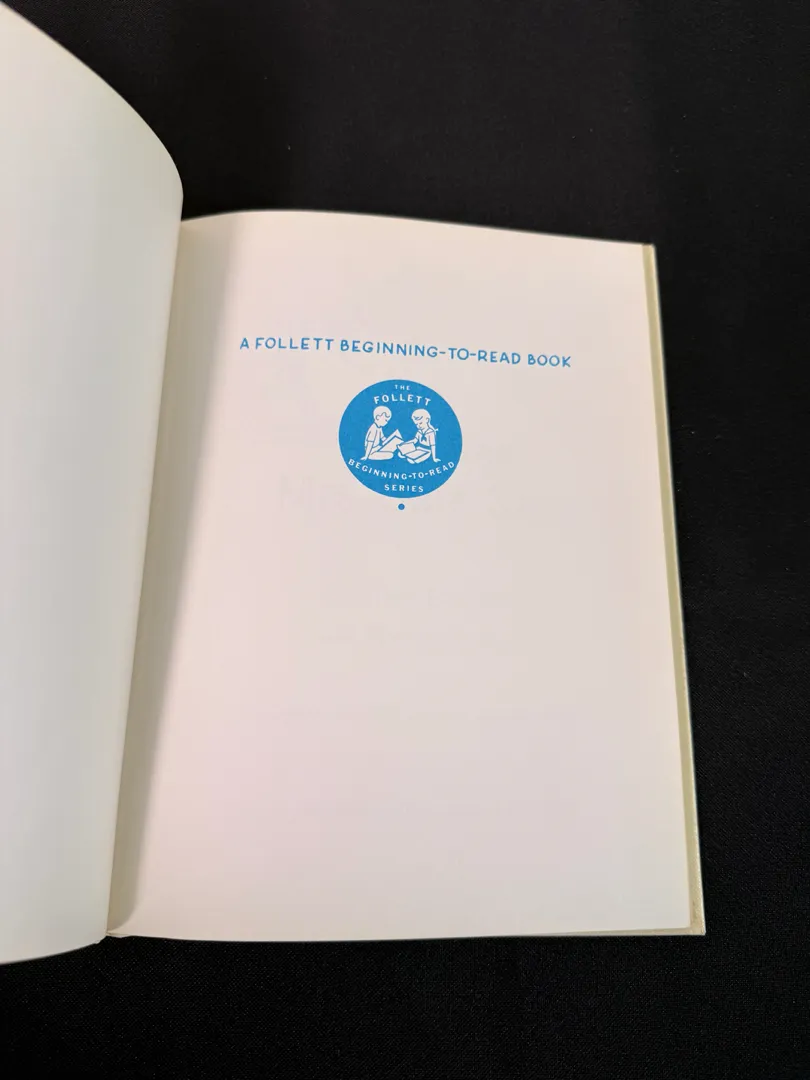 A FOLLETT BEGINNING-TO-READ BOOK
THE
FOLLETT
BEGINNING-TO-READ
SERIES